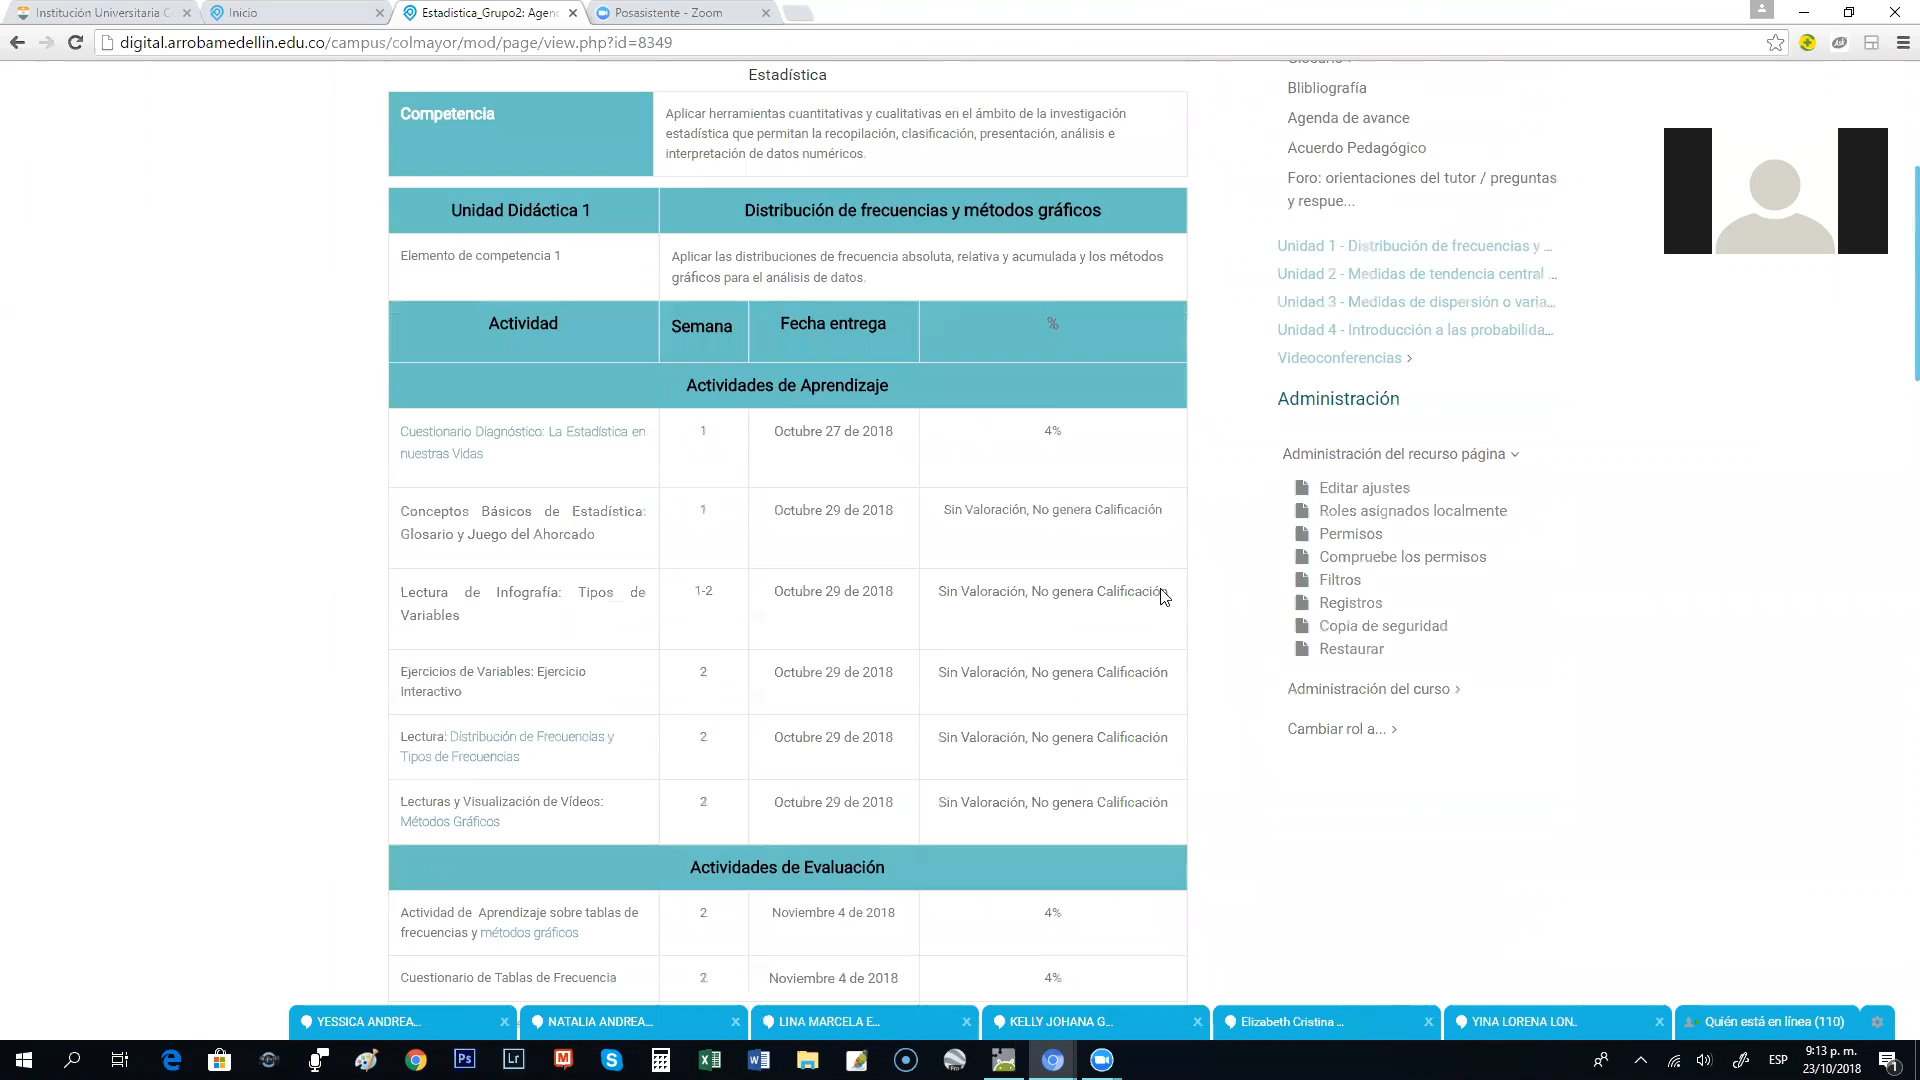 Institución Universitaria C
Inicio
Estadistica_Grupo2: Agen
Posasistente - Zoom
digital.arrobamedellin.edu.co/campus/colmayor/mod/page/view.php?id=8349
Estadística
Competencia
Aplicar herramientas cuantitativas y cualitativas en el ámbito de la investigación
estadística que permitan la recopilación, clasificación, presentación, análisis e
interpretación de datos numéricos.
Unidad Didáctica 1
Distribución de frecuencias y métodos gráficos
Elemento de competencia 1
Aplicar las distribuciones de frecuencia absoluta, relativa y acumulada y los métodos
gráficos para el análisis de datos.
Actividad
Semana
Fecha entrega
%
Actividades de Aprendizaje
Cuestionario Diagnóstico: La Estadística en
nuestras Vidas
1
Octubre 27 de 2018
4%
Conceptos Básicos de Estadística:
Glosario y Juego del Ahorcado
1
Octubre 29 de 2018
Sin Valoración, No genera Calificación
Lectura de Infografía: Tipos de
Variables
1-2
Octubre 29 de 2018
Sin Valoración, No genera Calificación
Ejercicios de Variables: Ejercicio
Interactivo
2
Octubre 29 de 2018
Sin Valoración, No genera Calificación
Lectura: Distribución de Frecuencias y
Tipos de Frecuencias
2
Octubre 29 de 2018
Sin Valoración, No genera Calificación
Lecturas y Visualización de Vídeos:
Métodos Gráficos
2
Octubre 29 de 2018
Sin Valoración, No genera Calificación
Actividades de Evaluación
Actividad de Aprendizaje sobre tablas de
frecuencias y métodos gráficos
2
Noviembre 4 de 2018
4%
Cuestionario de Tablas de Frecuencia
2
Noviembre 4 de 2018
4%
Blibliografía
Agenda de avance
Acuerdo Pedagógico
Foro: orientaciones del tutor / preguntas
y respue...
Unidad 1 - Distribución de frecuencias y ...
Unidad 2 - Medidas de tendencia central ...
Unidad 3 - Medidas de dispersión o varia...
Unidad 4 - Introducción a las probabilida...
Videoconferencias >
Administración
Administración del recurso página
Editar ajustes
Roles asignados localmente
Permisos
Compruebe los permisos
Filtros
Registros
Copia de seguridad
Restaurar
Administración del curso >
Cambiar rol a... >
YESSICA ANDREA... x
NATALIA ANDREA... x
LINA MARCELA E... x
KELLY JOHANA G... x
Elizabeth Cristina ... x
YINA LORENA LON.. x
Quién está en línea (110)
Ps
Lr
ESP
9:13 p. m.
23/10/2018